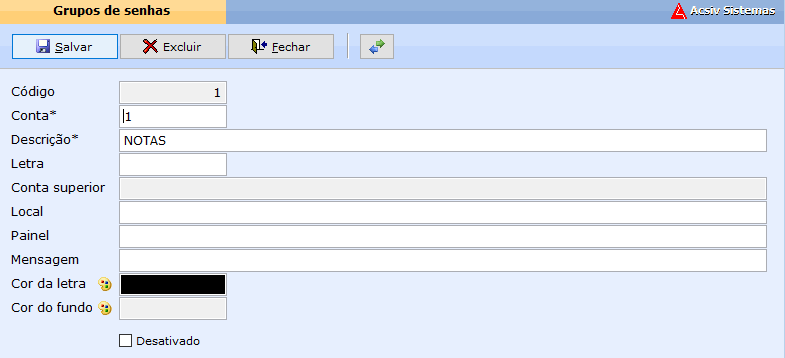 Grupos de senhas
Acsiv Sistemas
Salvar Excluir Fechar
Código 1
Conta* 1
Descrição* NOTAS
Letra
Conta superior
Local
Painel
Mensagem
Cor da letra
Cor do fundo
Desativado